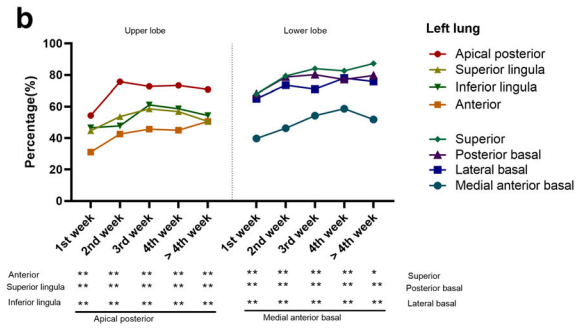 b
Upper lobe
Lower lobe
Left lung
Percentage(%)
100
80
60
40
20
0
Apical posterior
Superior lingula
Inferior lingula
Anterior
Superior
Posterior basal
Lateral basal
Medial anterior basal
1st week
2nd week
3rd week
4th week
> 4th week
1st week
2nd week
3rd week
4th week
> 4th week
Anterior ** ** ** ** **
Superior lingula ** ** ** ** **
Inferior lingula ** ** ** ** **
Apical posterior
** ** ** ** * Superior
** ** ** ** ** Posterior basal
** ** ** ** ** Lateral basal
Medial anterior basal